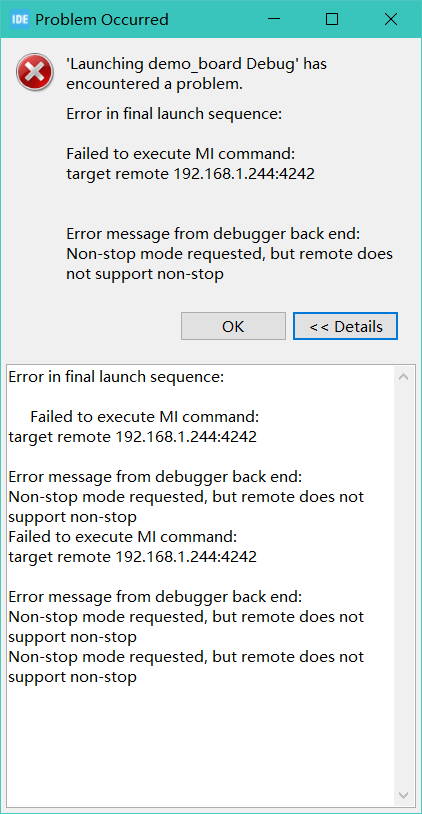 IDE Problem Occurred
'Launching demo_board Debug' has
encountered a problem.
Error in final launch sequence:
Failed to execute MI command:
target remote 192.168.1.244:4242
Error message from debugger back end:
Non-stop mode requested, but remote does
not support non-stop
OK
<< Details
Error in final launch sequence:
Failed to execute MI command:
target remote 192.168.1.244:4242
Error message from debugger back end:
Non-stop mode requested, but remote does not
support non-stop
Failed to execute MI command:
target remote 192.168.1.244:4242
Error message from debugger back end:
Non-stop mode requested, but remote does not
support non-stop
Non-stop mode requested, but remote does not
support non-stop